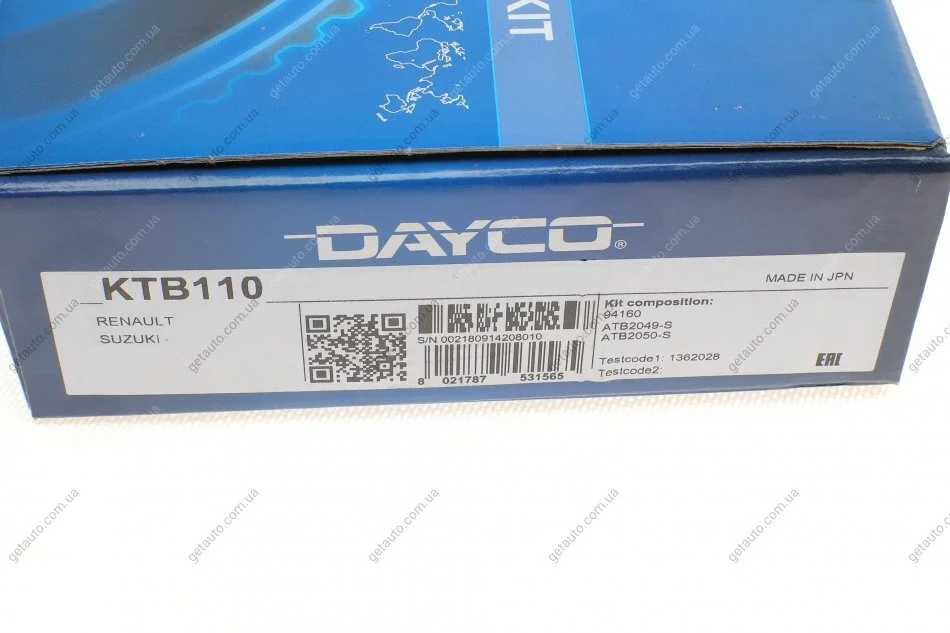 KIT
DAYCO®
KTB110
MADE IN JPN
RENAULT
SUZUKI -
S/N 002180914208010
8 021787 531565
Kit composition:
94160
ATB2049-S
ATB2050-S
Testcode1: 1362028
Testcode2:
EAC
getauto.com.ua